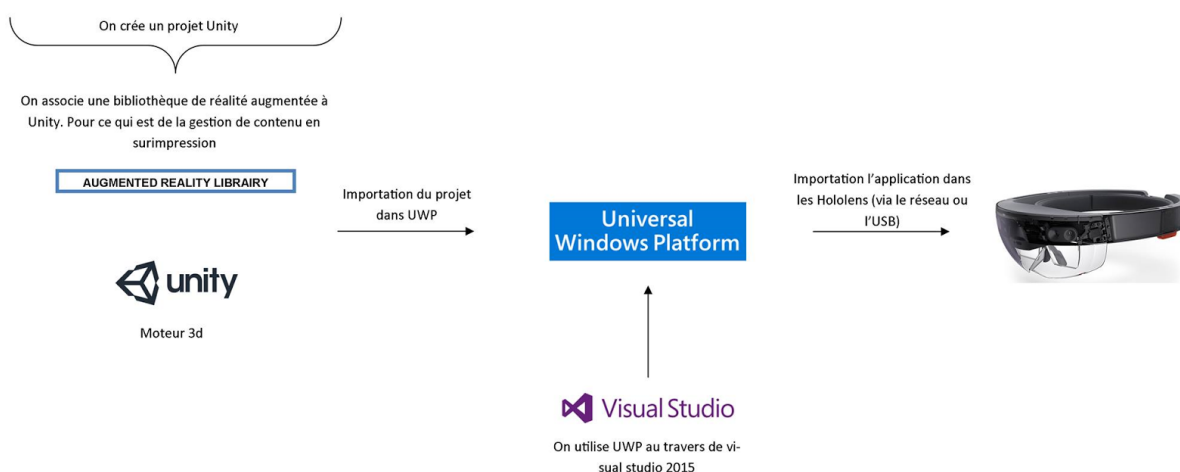 On crée un projet Unity
On associe une bibliothèque de réalité augmentée à
Unity. Pour ce qui est de la gestion de contenu en
surimpression
AUGMENTED REALITY LIBRAIRY
unity
Moteur 3d
Importation du projet
dans UWP
Universal
Windows Platform
Visual Studio
On utilise UWP au travers de vi-
sual studio 2015
Importation l'application dans
les Hololens (via le réseau ou
l'USB)